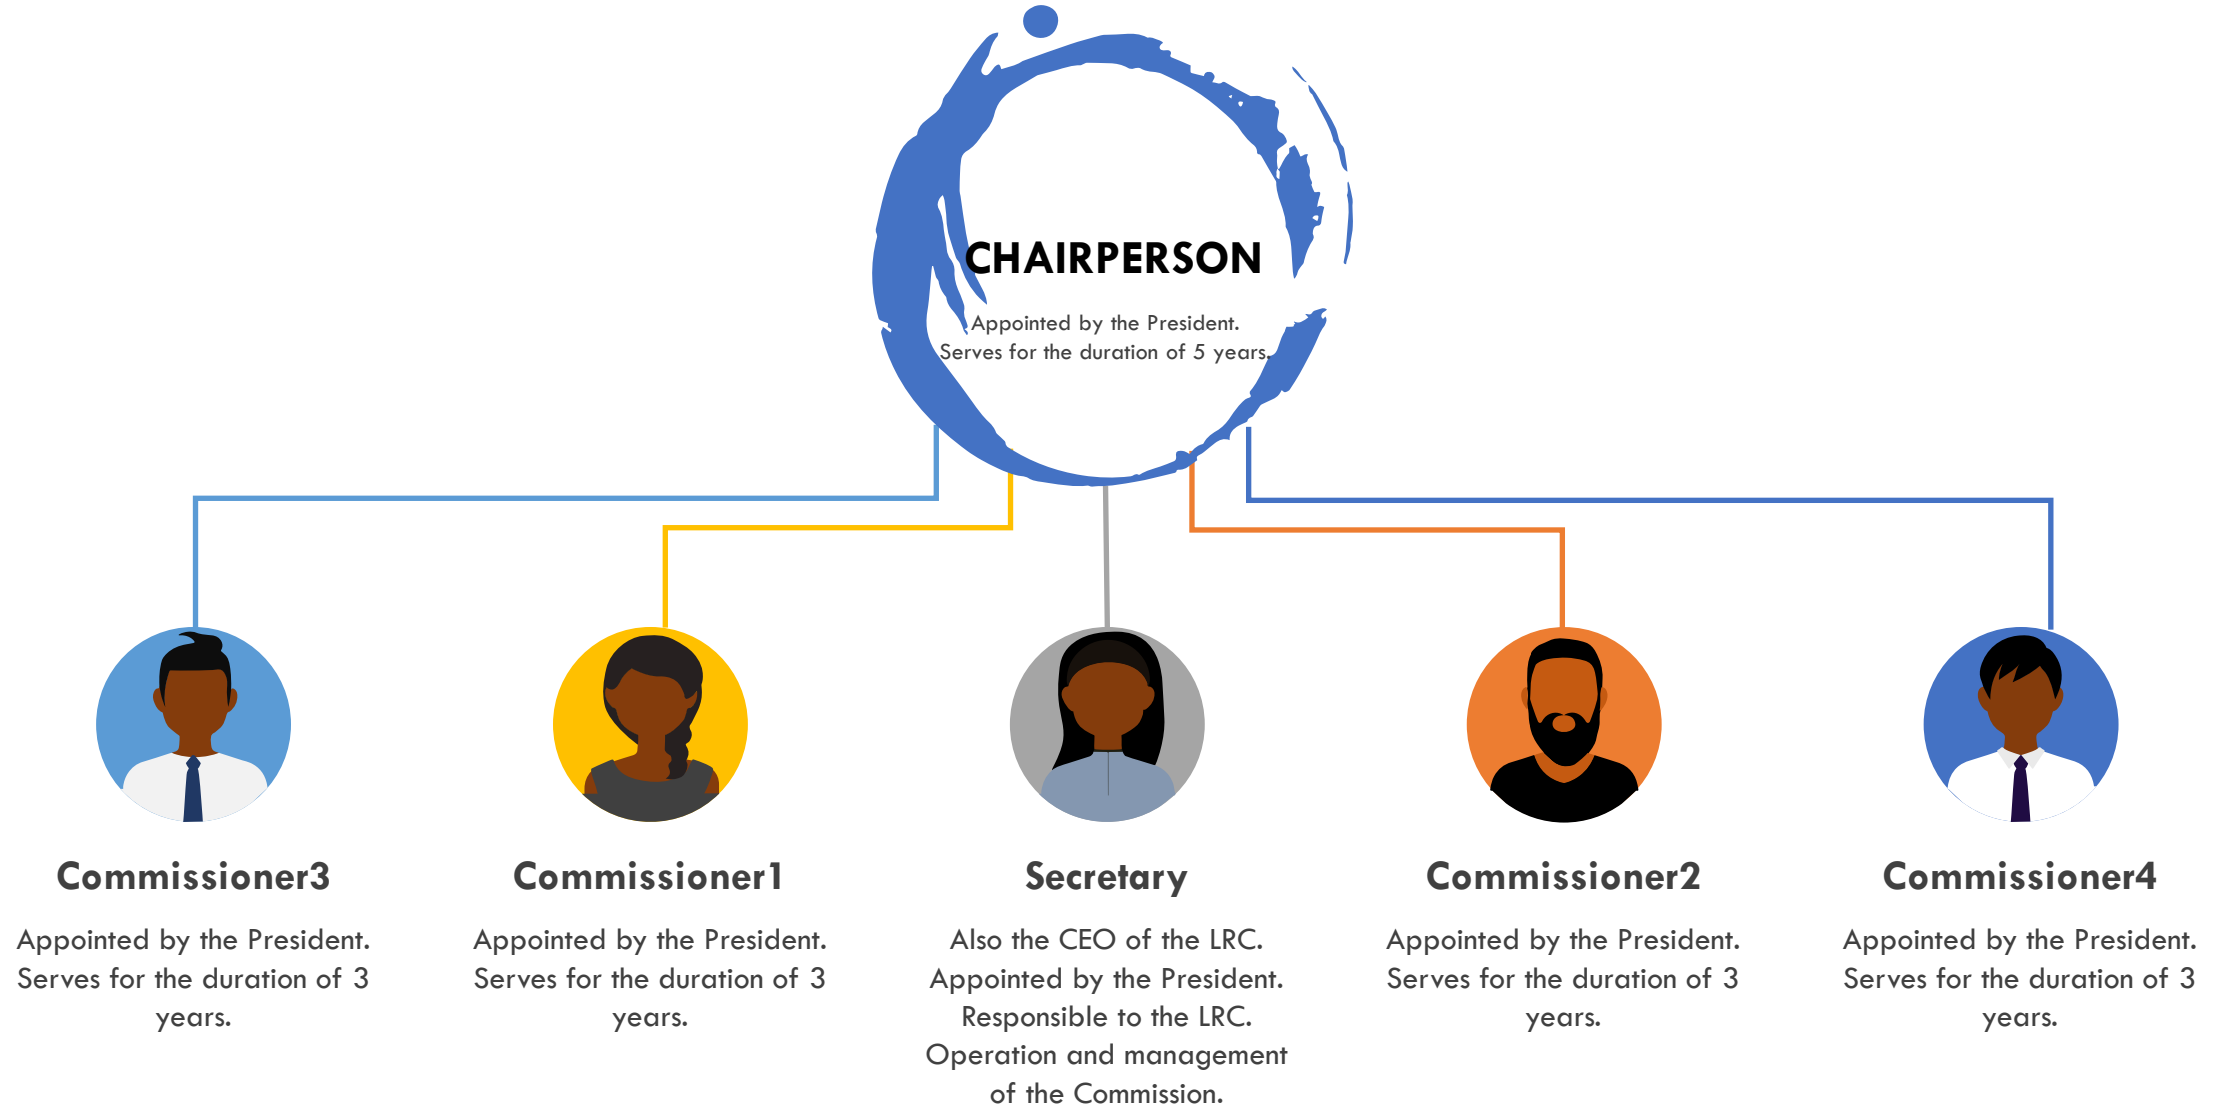 CHAIRPERSON
Appointed by the President.
Serves for the duration of 5 years.
Commissioner3
Appointed by the President.
Serves for the duration of 3
years.
Commissioner1
Appointed by the President.
Serves for the duration of 3
years.
Secretary
Also the CEO of the LRC.
Appointed by the President.
Responsible to the LRC.
Operation and management
of the Commission.
Commissioner2
Appointed by the President.
Serves for the duration of 3
years.
Commissioner4
Appointed by the President.
Serves for the duration of 3
years.